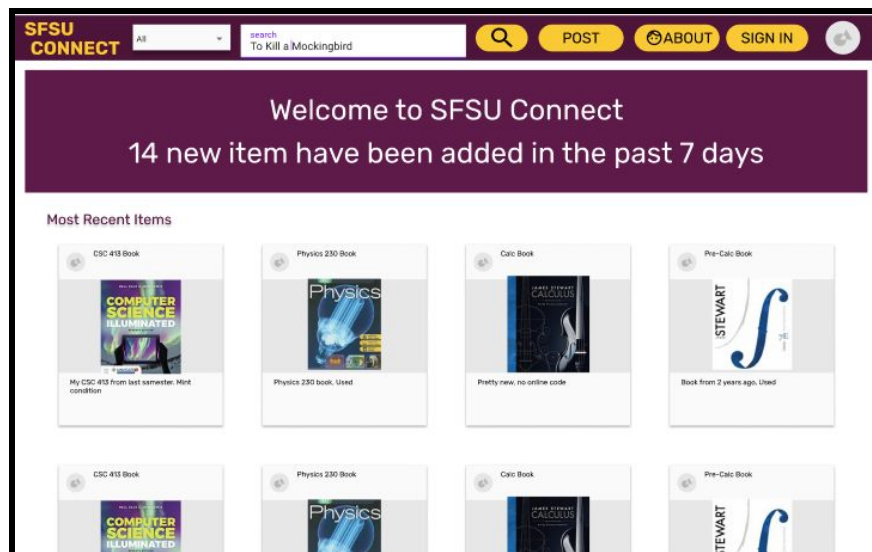 SFSU
CONNECT
All
search
To Kill a Mockingbird
POST
ABOUT
SIGN IN
Welcome to SFSU Connect
14 new item have been added in the past 7 days
Most Recent Items
CSC 413 Book
Physics 230 Book
Calc Book
Pre-Calc Book
COMPUTER
SCIENCE
ILLUMINATED
Physics
JAMES STEWART
CALCULUS
STEWART
My CSC 413 from last samester. Mint
condition
Physics 230 book, Used
Pretty new, no online code
Book from 2 years ago, Used
CSC 413 Book
Physics 230 Book
Calc Book
Pre-Calc Book
COMPUTER
SCIENCE
ILLUMINATED
Physics
JAMES STEWART
CALCULUS
STEWART